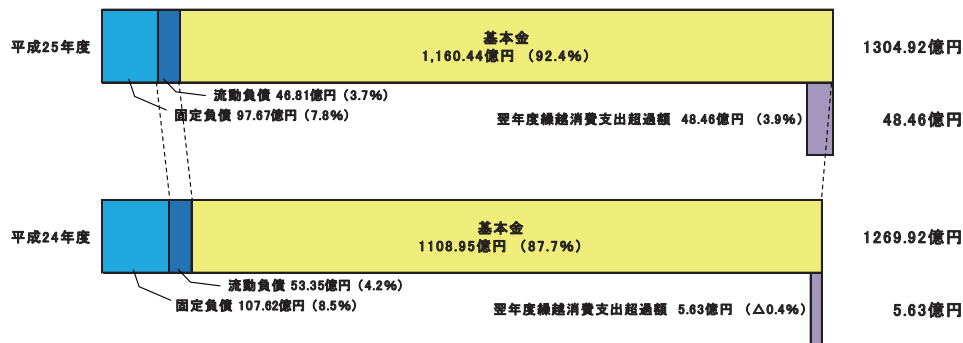 基本金
平成25年度
1,160.44億円 (92.4%)
1304.92億円
流動負債 46.81億円 (3.7%)
固定負債 97.67億円 (7.8%)
翌年度繰越消費支出超過額 48.46億円 (3.9%)
48.46億円
基本金
平成24年度
1108.95億円 (87.7%)
1269.92億円
流動負債 53.35億円 (4.2%)
固定負債 107.62億円 (8.5%)
翌年度繰越消費支出超過額 5.63億円 (△0.4%)
5.63億円